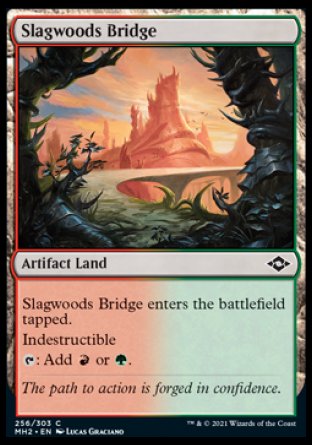 Slagwoods Bridge
Artifact Land
Slagwoods Bridge enters the battlefield
tapped.
Indestructible
: Add or .
The path to action is forged in confidence.
256/303 C
MH2 • EN Lucas Graciano
™ & © 2021 Wizards of the Coast